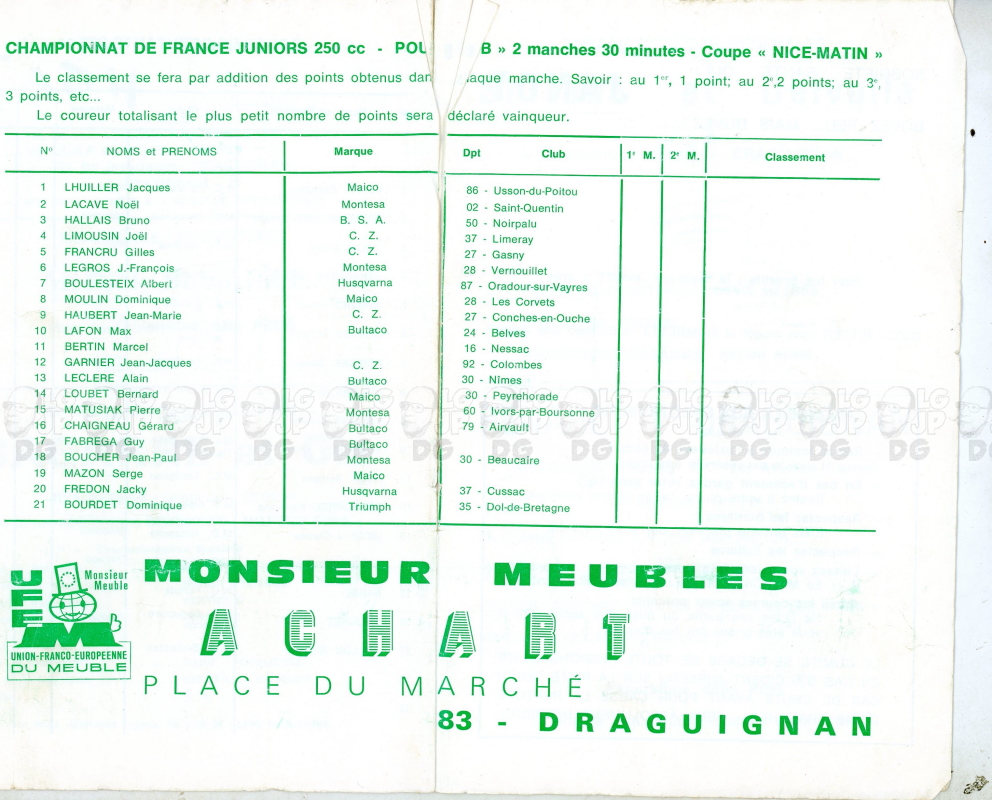 CHAMPIONNAT DE FRANCE JUNIORS 250 cc - POU B » 2 manches 30 minutes - Coupe « NICE-MATIN »
Le classement se fera par addition des points obtenus dan aque manche. Savoir : au 1er, 1 point; au 2e,2 points; au 3e,
3 points, etc...
Le coureur totalisant le plus petit nombre de points sera déclaré vainqueur.
No NOMS et PRENOMS Marque Dpt Club 1e M. 2e M. Classement
1 LHUILLER Jacques Maico 86 - Usson-du-Poitou
2 LACAVE Noël Montesa 02 - Saint-Quentin
3 HALLAIS Bruno B. S. A. 50 - Noirpalu
4 LIMOUSIN Joël C. Z. 37 - Limeray
5 FRANCRU Gilles C. Z. 27 - Gasny
6 LEGROS J.-François Montesa 28 - Vernouillet
7 BOULESTEIX Albert Husqvarna 87 - Oradour-sur-Vayres
8 MOULIN Dominique Maico 28 - Les Corvets
9 HAUBERT Jean-Marie C. Z. 27 - Conches-en-Ouche
10 LAFON Max Bultaco 24 - Belves
11 BERTIN Marcel 16 - Nessac
12 GARNIER Jean-Jacques C. Z. 92 - Colombes
13 LECLERE Alain Bultaco 30 - Nîmes
14 LOUBET Bernard Maico 30 - Peyrehorade
15 MATUSIAK Pierre Montesa 60 - Ivors-par-Boursonne
16 CHAIGNEAU Gérard Bultaco 79 - Airvault
17 FABREGA Guy Bultaco
18 BOUCHER Jean-Paul Montesa 30 - Beaucaire
19 MAZON Serge Maico
20 FREDON Jacky Husqvarna 37 - Cussac
21 BOURDET Dominique Triumph 35 - Dol-de-Bretagne
UFEM
Monsieur
Meuble
UNION-FRANCO-EUROPEENNE
DU MEUBLE
MONSIEUR MEUBLES
ACHART
PLACE DU MARCHÉ
83 - DRAGUIGNAN